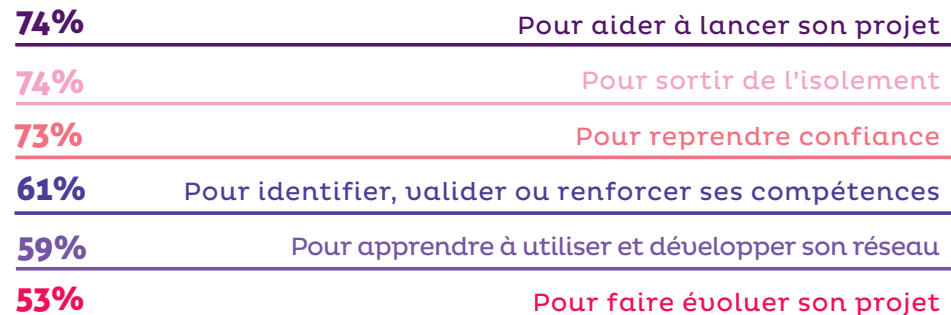 74% Pour aider à lancer son projet
74% Pour sortir de l'isolement
73% Pour reprendre confiance
61% Pour identifier, valider ou renforcer ses compétences
59% Pour apprendre à utiliser et développer son réseau
53% Pour faire évoluer son projet